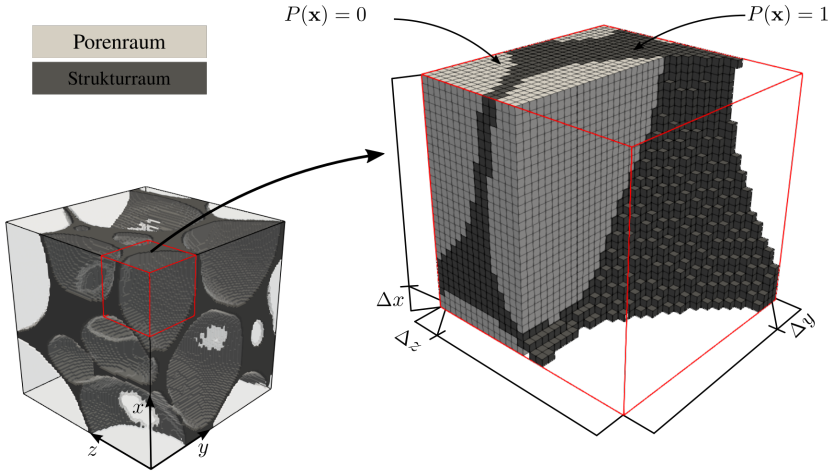 P(x) = 0
P(x) = 1
Porenraum
Strukturraum
Δx
Δz
Δy
x
z
y